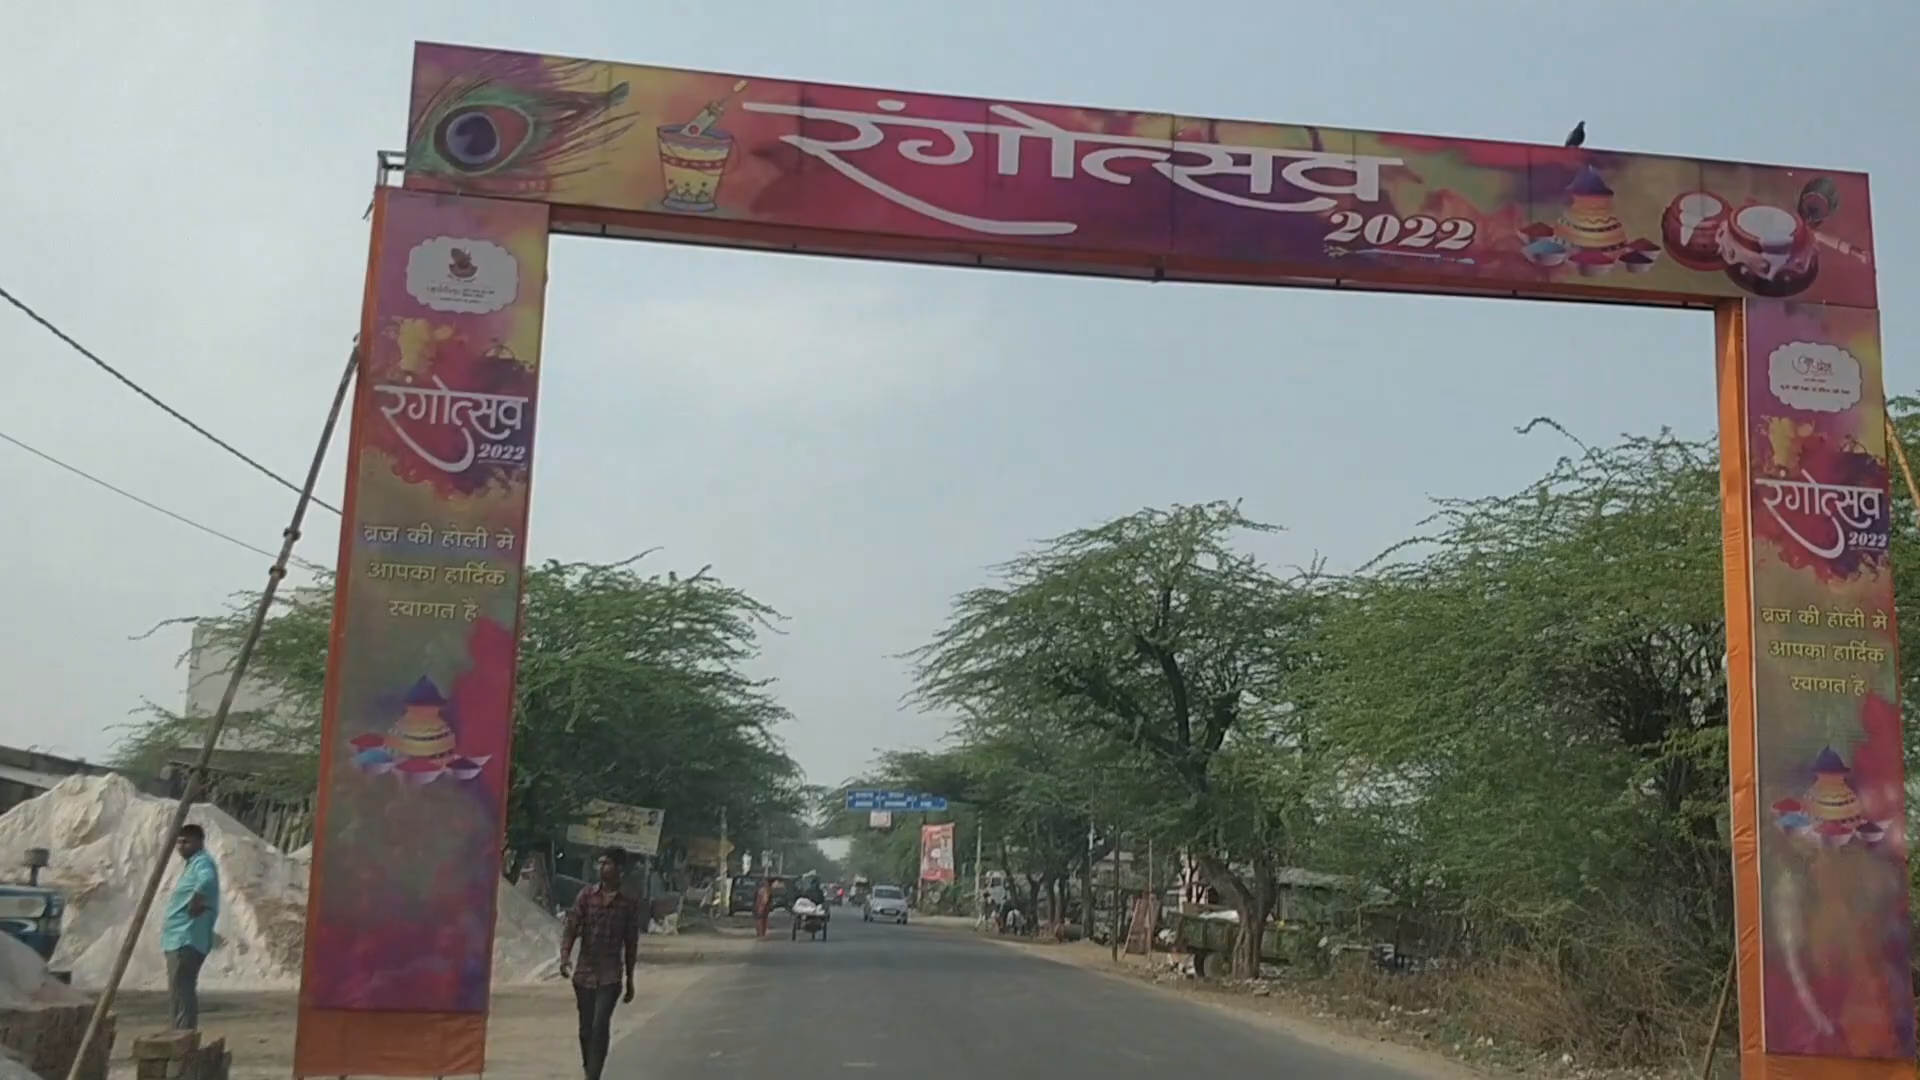 रंगोत्सव
2022
रंगोत्सव
2022
ब्रज की होली मे
आपका हार्दिक
स्वागत है
रंगोत्सव
2022
ब्रज की होली मे
आपका हार्दिक
स्वागत है